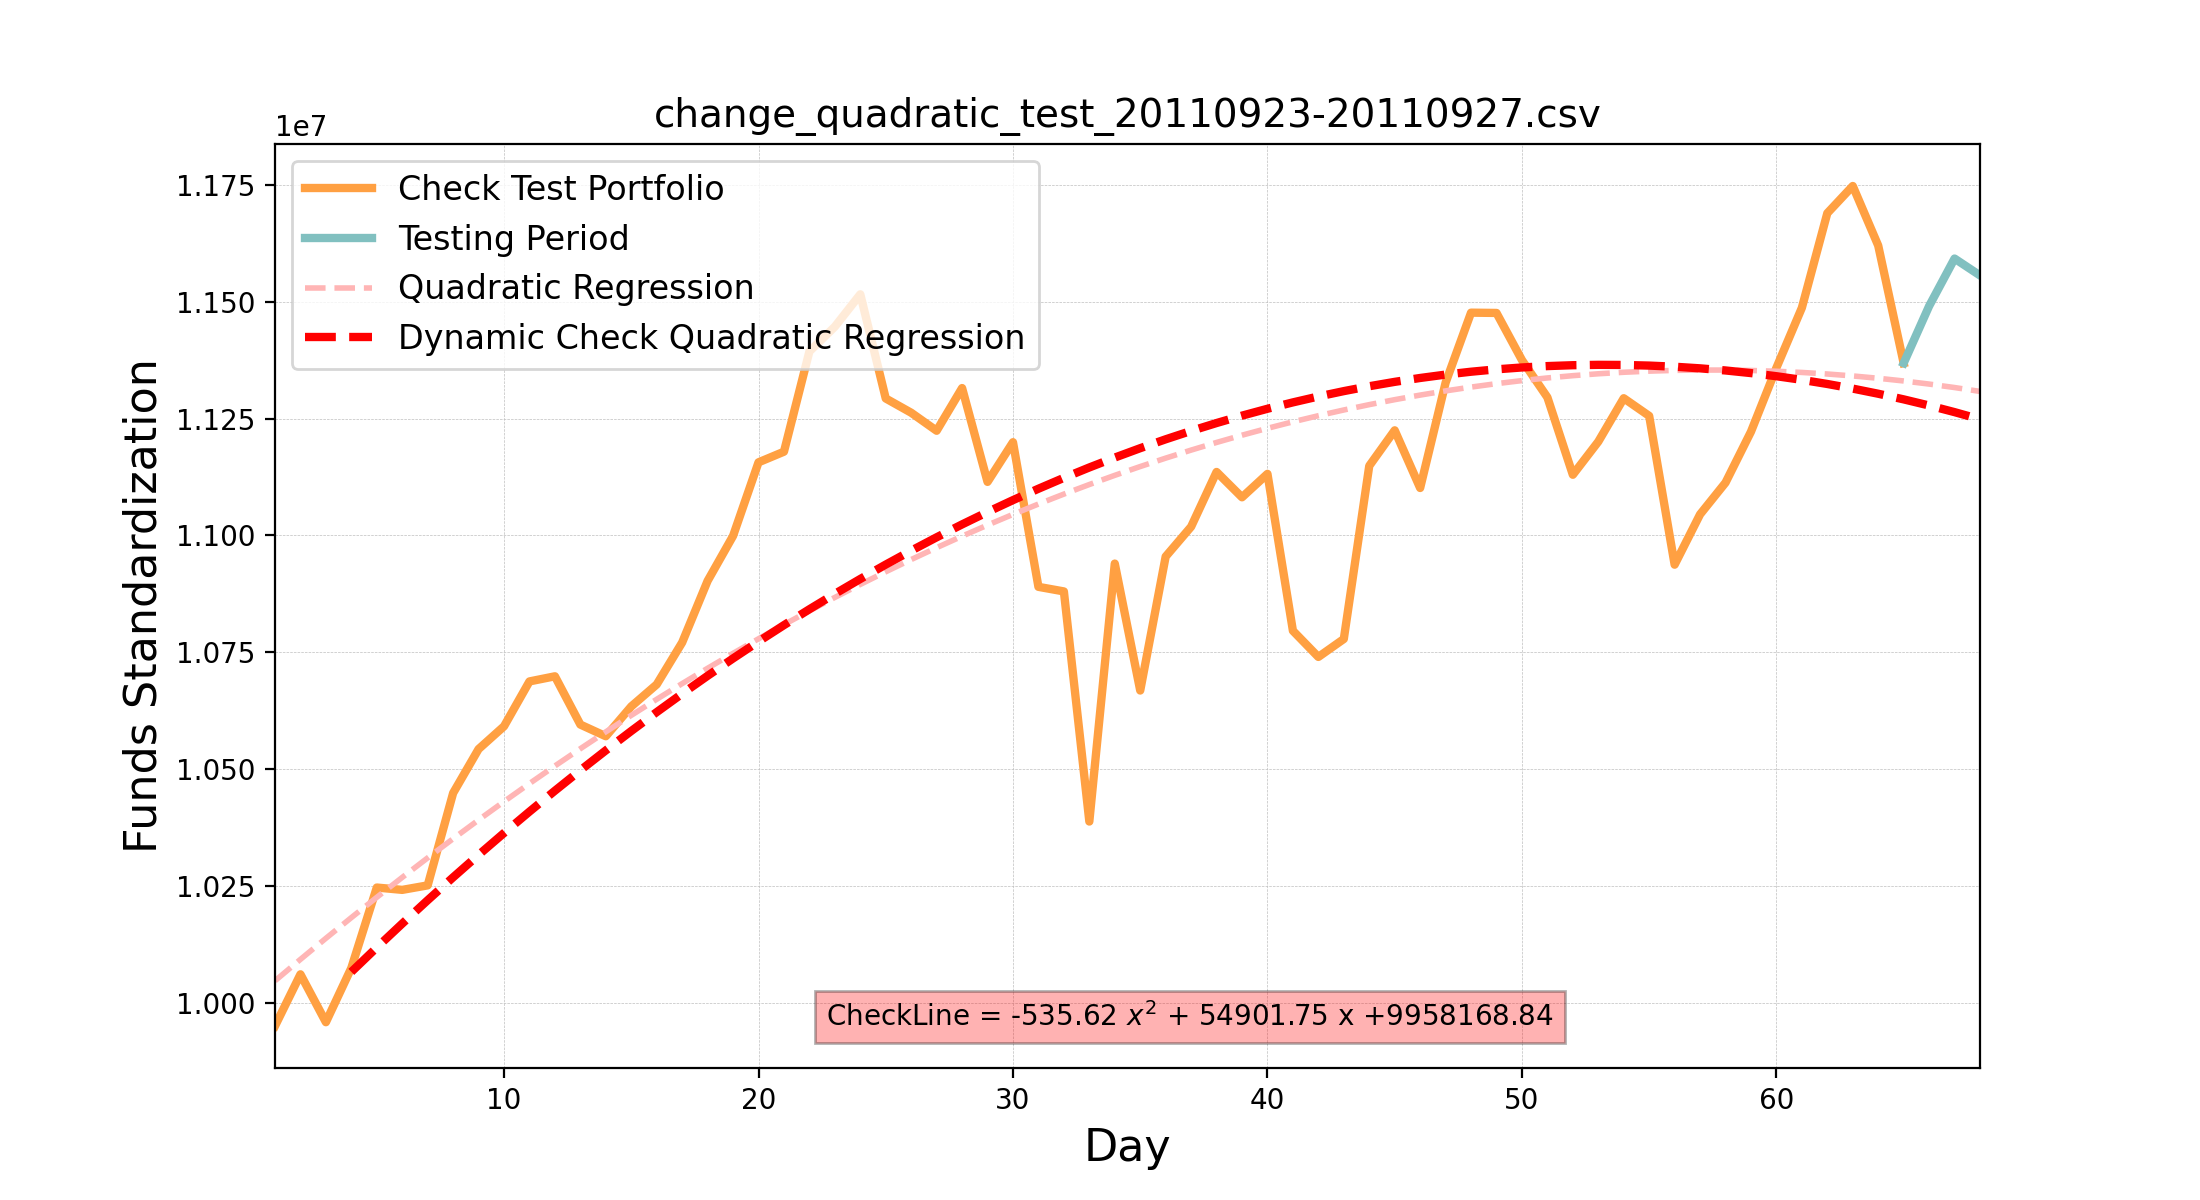 change_quadratic_test_20110923-20110927.csv
1e7
Check Test Portfolio
Testing Period
Quadratic Regression
Dynamic Check Quadratic Regression
1.175
1.150
1.125
1.100
1.075
1.050
1.025
1.000
Funds Standardization
CheckLine = -535.62 x² + 54901.75 x +9958168.84
10 20 30 40 50 60
Day